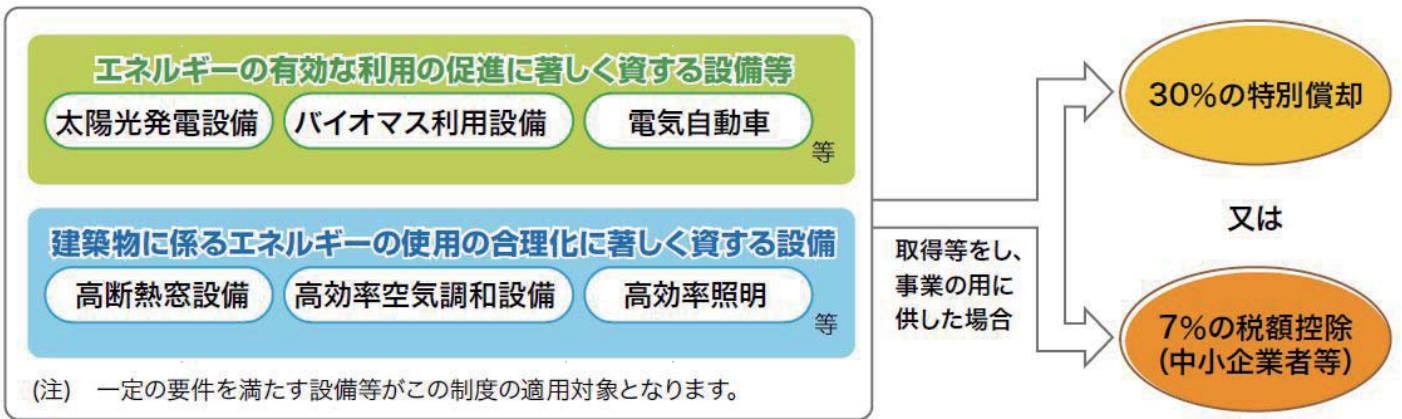 エネルギーの有効な利用の促進に著しく資する設備等
太陽光発電設備 バイオマス利用設備 電気自動車
等
建築物に係るエネルギーの使用の合理化に著しく資する設備
高断熱窓設備 高効率空気調和設備 高効率照明
等
(注) 一定の要件を満たす設備等がこの制度の適用対象となります。
取得等をし、
事業の用に
供した場合
30%の特別償却
又は
7%の税額控除
(中小企業者等)